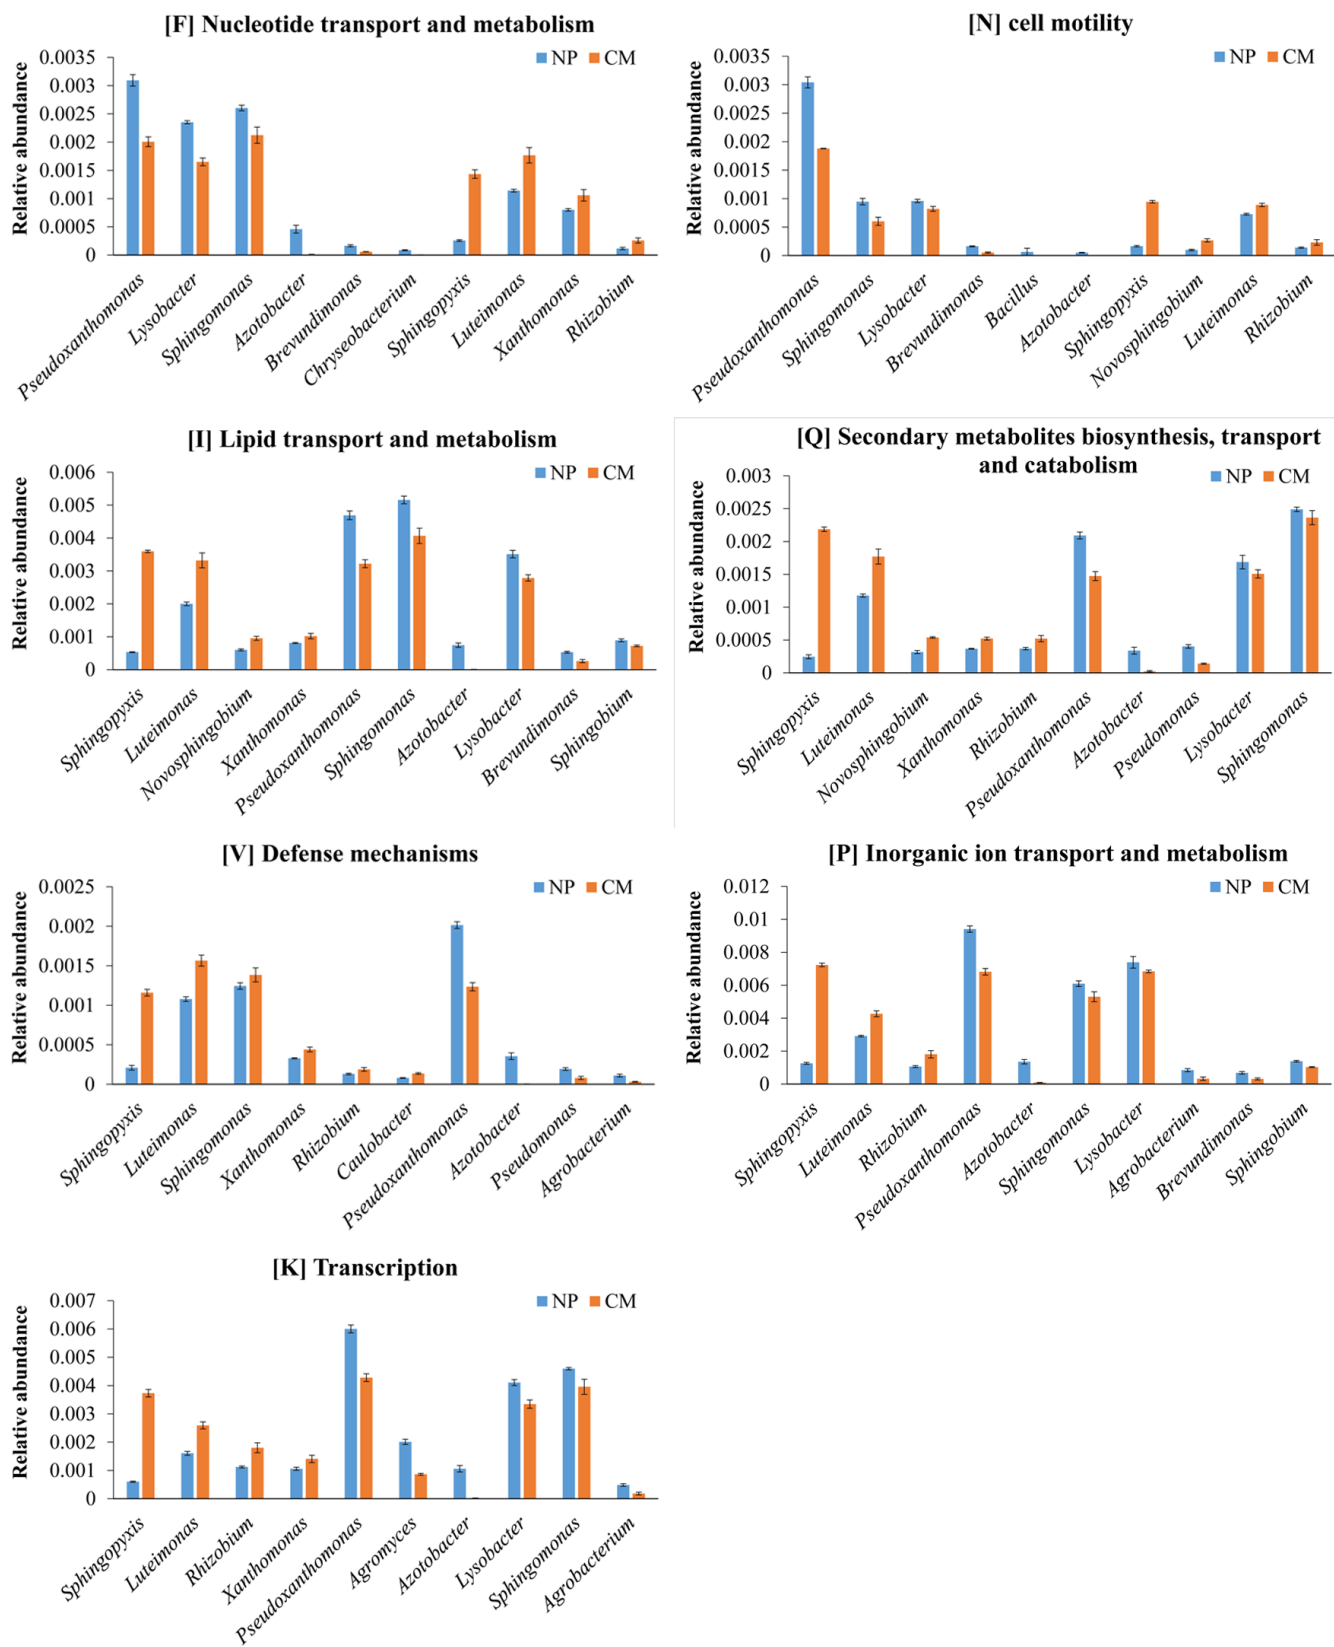 [F] Nucleotide transport and metabolism
NP CM
Relative abundance
0.0035
0.003
0.0025
0.002
0.0015
0.001
0.0005
0
Pseudoxanthomonas
Lysobacter
Sphingomonas
Azotobacter
Brevundimonas
Chryseobacterium
Sphingopyxis
Luteimonas
Xanthomonas
Rhizobium
[N] cell motility
NP CM
Relative abundance
0.0035
0.003
0.0025
0.002
0.0015
0.001
0.0005
0
Pseudoxanthomonas
Sphingomonas
Lysobacter
Brevundimonas
Bacillus
Azotobacter
Sphingopyxis
Novosphingobium
Luteimonas
Rhizobium
[I] Lipid transport and metabolism
NP CM
Relative abundance
0.006
0.005
0.004
0.003
0.002
0.001
0
Sphingopyxis
Luteimonas
Novosphingobium
Xanthomonas
Pseudoxanthomonas
Sphingomonas
Azotobacter
Lysobacter
Brevundimonas
Sphingobium
[Q] Secondary metabolites biosynthesis, transport
and catabolism
NP CM
Relative abundance
0.003
0.0025
0.002
0.0015
0.001
0.0005
0
Sphingopyxis
Luteimonas
Novosphingobium
Xanthomonas
Rhizobium
Pseudoxanthomonas
Azotobacter
Pseudomonas
Lysobacter
Sphingomonas
[V] Defense mechanisms
NP CM
Relative abundance
0.0025
0.002
0.0015
0.001
0.0005
0
Sphingopyxis
Luteimonas
Sphingomonas
Xanthomonas
Rhizobium
Caulobacter
Pseudoxanthomonas
Azotobacter
Pseudomonas
Agrobacterium
[P] Inorganic ion transport and metabolism
NP CM
Relative abundance
0.012
0.01
0.008
0.006
0.004
0.002
0
Sphingopyxis
Luteimonas
Rhizobium
Pseudoxanthomonas
Azotobacter
Sphingomonas
Lysobacter
Agrobacterium
Brevundimonas
Sphingobium
[K] Transcription
NP CM
Relative abundance
0.007
0.006
0.005
0.004
0.003
0.002
0.001
0
Sphingopyxis
Luteimonas
Rhizobium
Xanthomonas
Pseudoxanthomonas
Agromyces
Azotobacter
Lysobacter
Sphingomonas
Agrobacterium